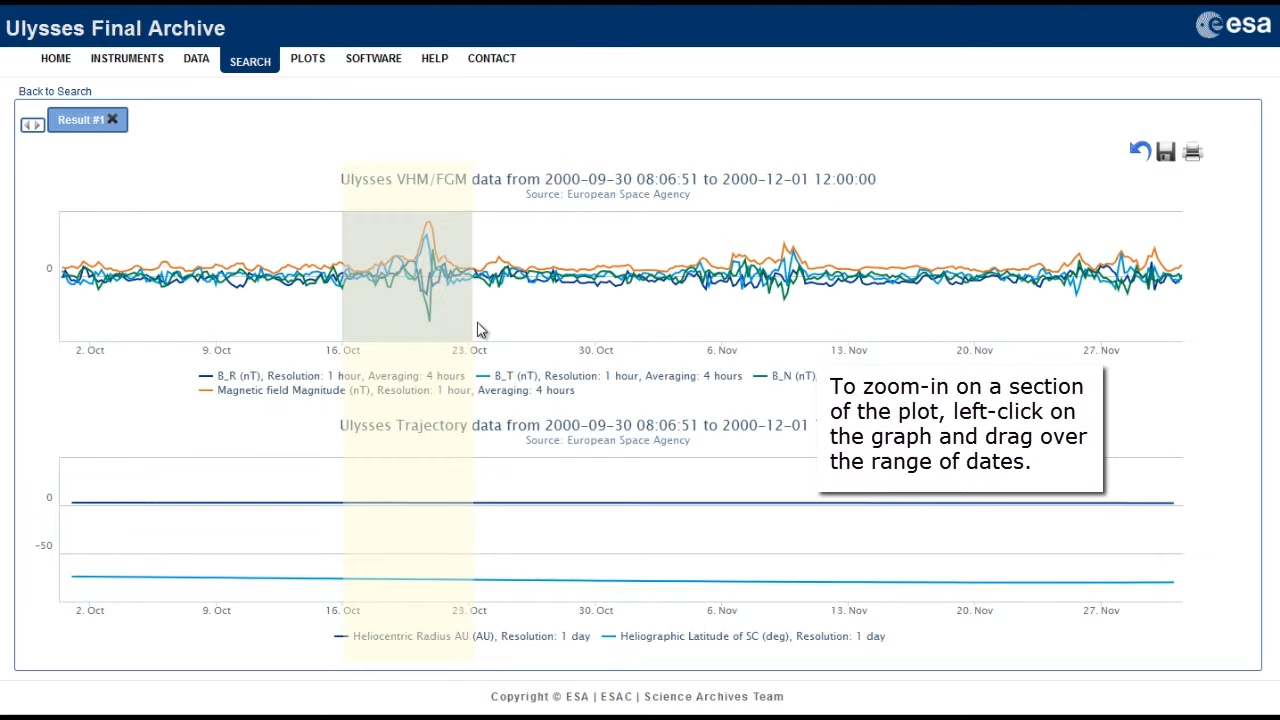 Ulysses Final Archive
esa
HOME INSTRUMENTS DATA SEARCH PLOTS SOFTWARE HELP CONTACT
Back to Search
Result #1
Ulysses VHM/FGM data from 2000-09-30 08:06:51 to 2000-12-01 12:00:00
Source: European Space Agency
0
2. Oct 9. Oct 16. Oct 23. Oct 30. Oct 6. Nov 13. Nov 20. Nov 27. Nov
B_R (nT), Resolution: 1 hour, Averaging: 4 hours B_T (nT), Resolution: 1 hour, Averaging: 4 hours B_N (nT),
Magnetic field Magnitude (nT), Resolution: 1 hour, Averaging: 4 hours
To zoom-in on a section
of the plot, left-click on
the graph and drag over
the range of dates.
Ulysses Trajectory data from 2000-09-30 08:06:51 to 2000-12-01
Source: European Space Agency
0
-50
2. Oct 9. Oct 16. Oct 23. Oct 30. Oct 6. Nov 13. Nov 20. Nov 27. Nov
Heliocentric Radius AU (AU), Resolution: 1 day Heliographic Latitude of SC (deg), Resolution: 1 day
Copyright © ESA | ESAC | Science Archives Team